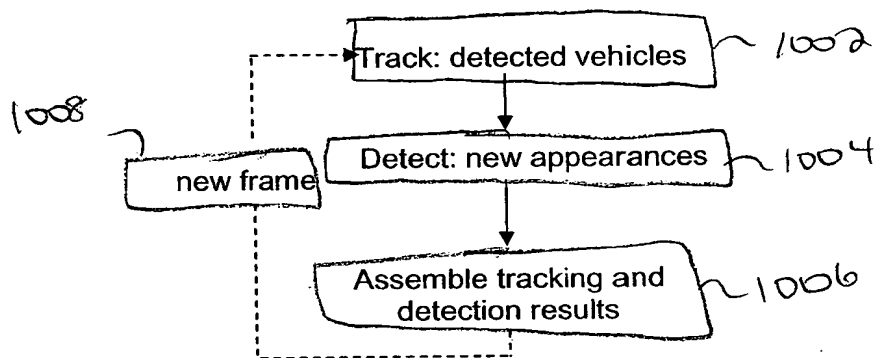 Track: detected vehicles
1002
1008
Detect: new appearances
1004
new frame
Assemble tracking and
detection results
1006